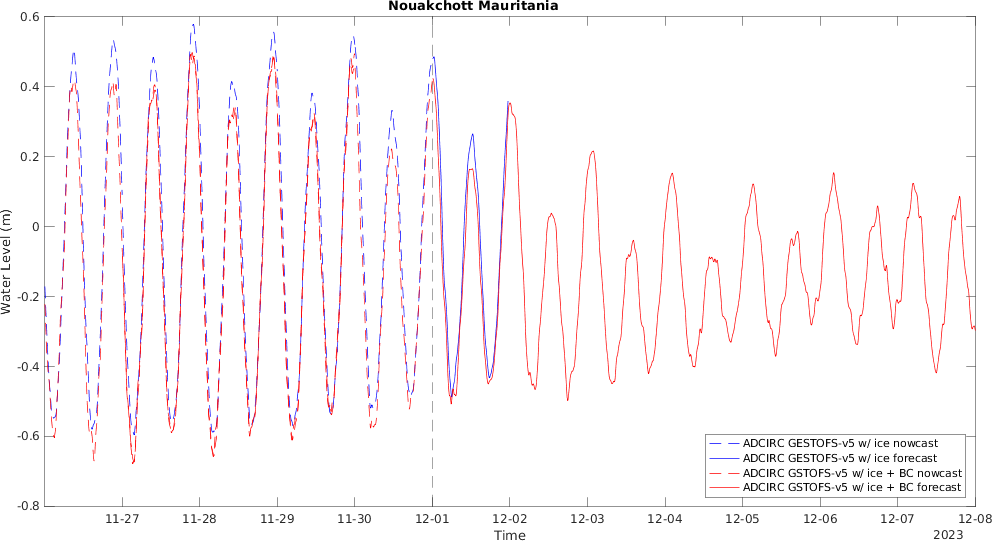 Nouakchott Mauritania
0.6
0.4
0.2
0
-0.2
-0.4
-0.6
-0.8
Water Level (m)
ADCIRC GESTOFS-v5 w/ ice nowcast
ADCIRC GESTOFS-v5 w/ ice forecast
ADCIRC GSTOFS-v5 w/ ice + BC nowcast
ADCIRC GSTOFS-v5 w/ ice + BC forecast
11-27 11-28 11-29 11-30 12-01 12-02 12-03 12-04 12-05 12-06 12-07 12-08
Time
2023